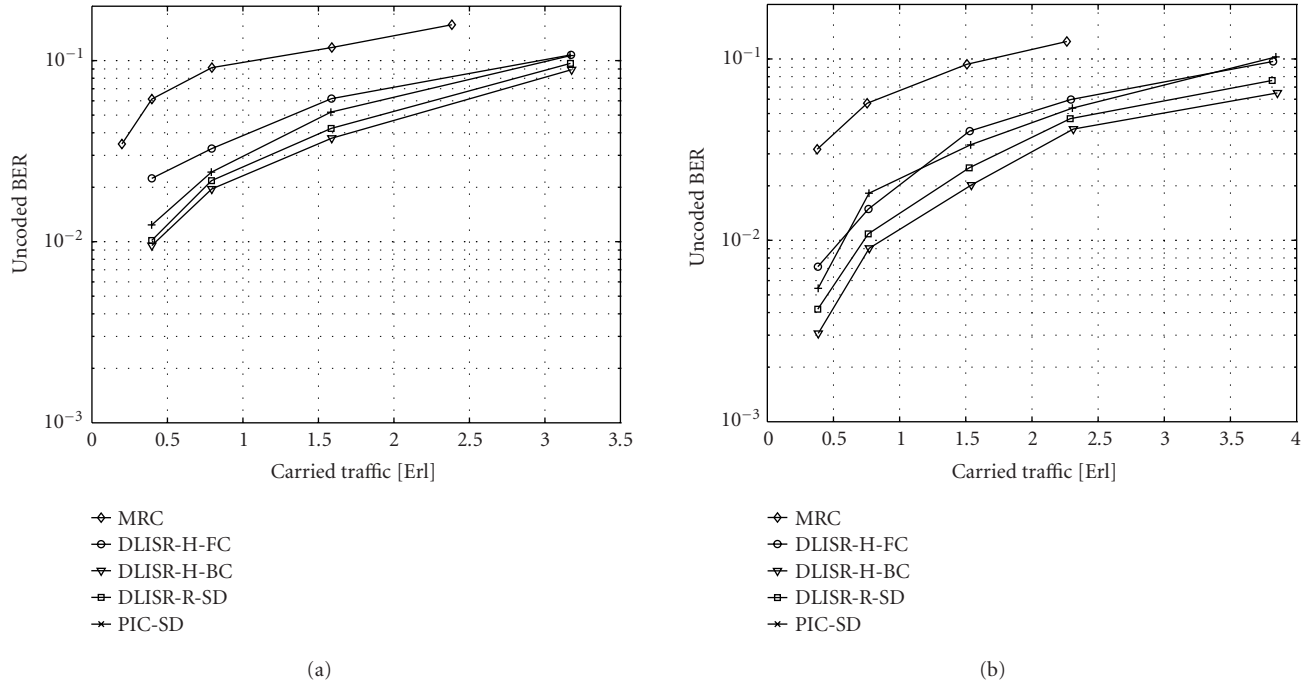 10−1
10−2
10−3
Uncoded BER
0 0.5 1 1.5 2 2.5 3 3.5
Carried traffic [Erl]
MRC
DLISR-H-FC
DLISR-H-BC
DLISR-R-SD
PIC-SD
(a)
10−1
10−2
10−3
Uncoded BER
0 0.5 1 1.5 2 2.5 3 3.5 4
Carried traffic [Erl]
MRC
DLISR-H-FC
DLISR-H-BC
DLISR-R-SD
PIC-SD
(b)